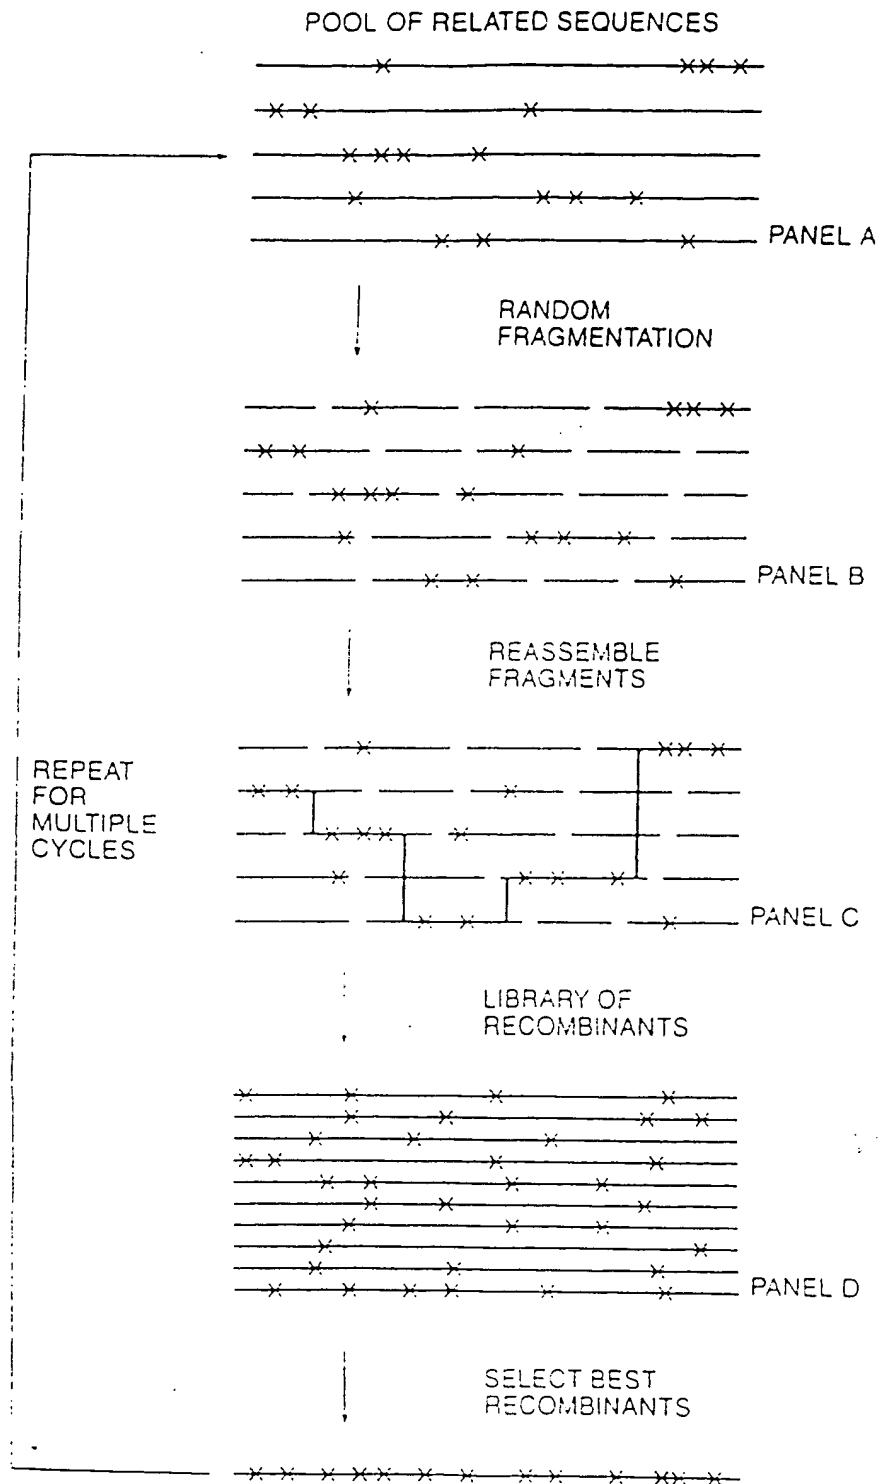 POOL OF RELATED SEQUENCES
PANEL A
RANDOM
FRAGMENTATION
PANEL B
REASSEMBLE
FRAGMENTS
REPEAT
FOR
MULTIPLE
CYCLES
PANEL C
LIBRARY OF
RECOMBINANTS
PANEL D
SELECT BEST
RECOMBINANTS